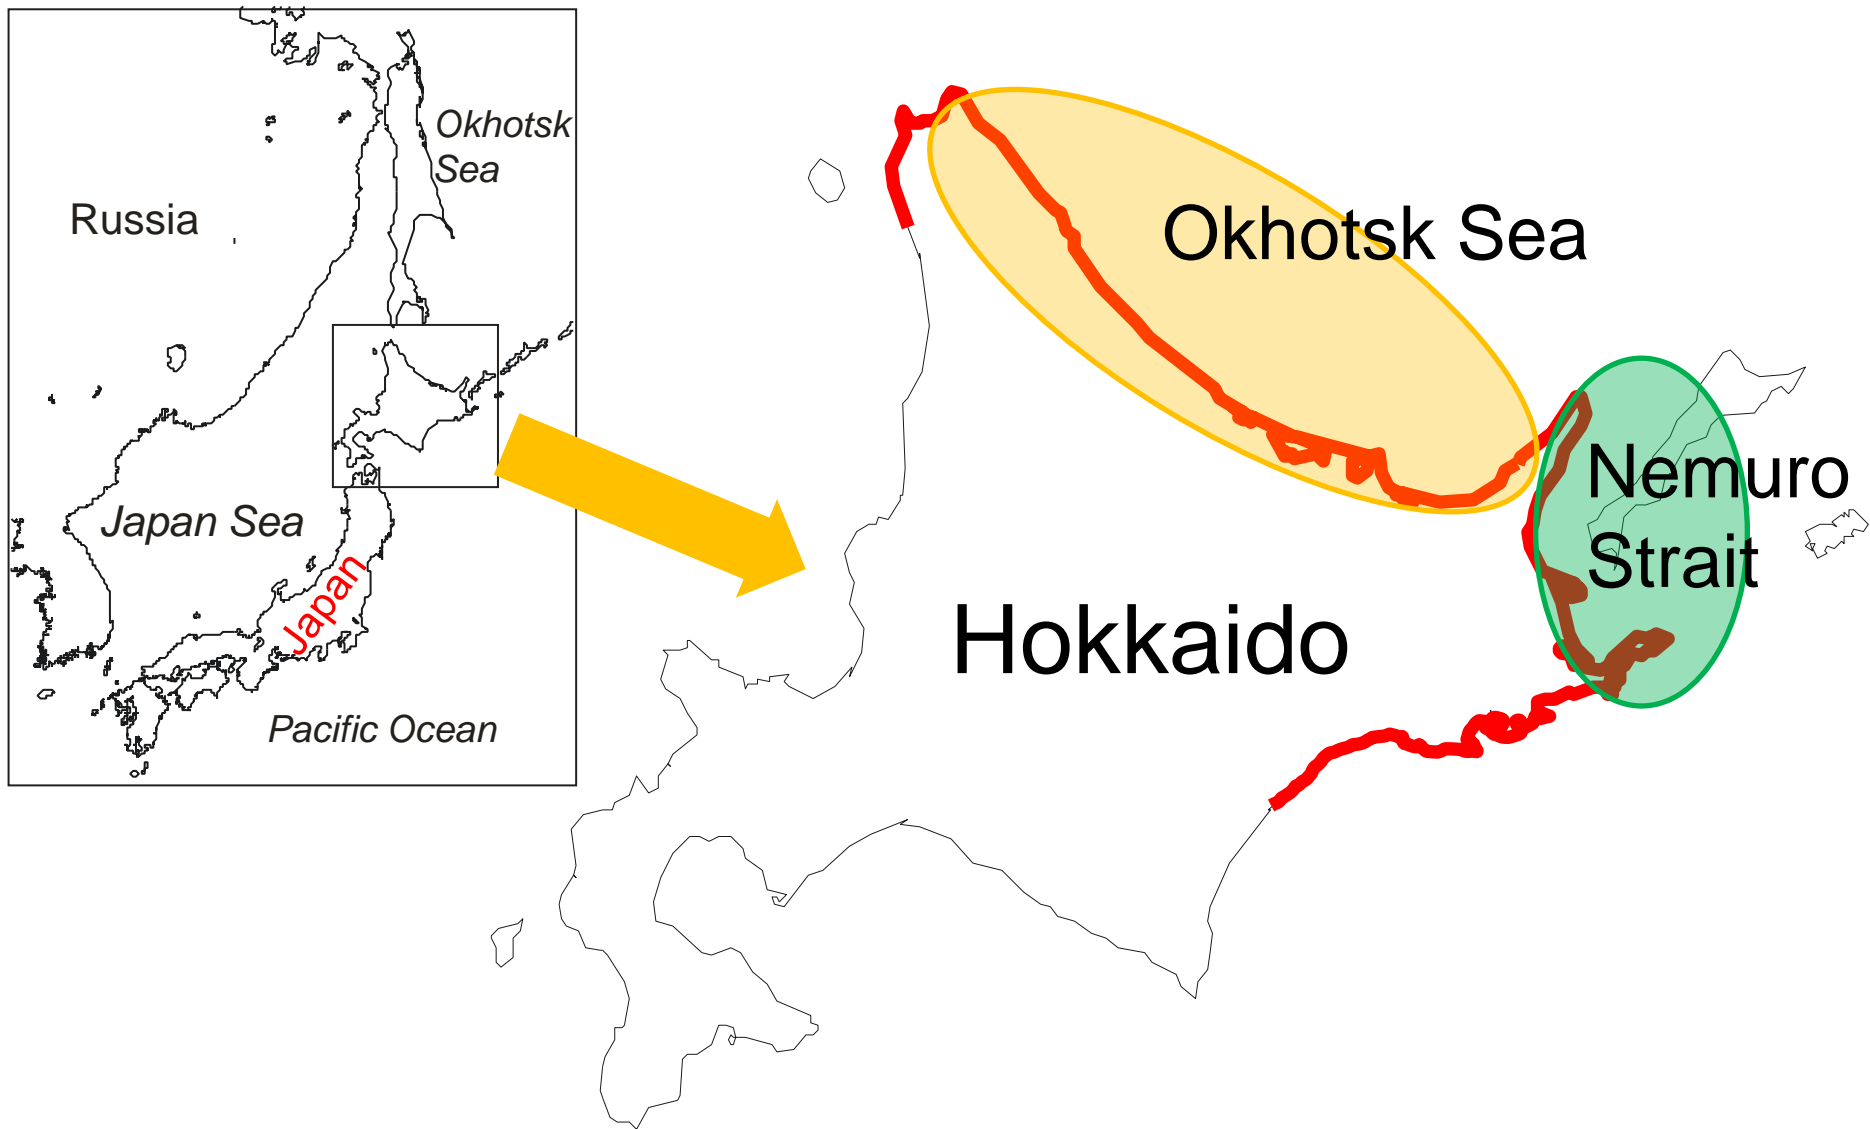 Okhotsk
Sea
Russia
Japan Sea
Japan
Pacific Ocean
Okhotsk Sea
Nemuro
Strait
Hokkaido